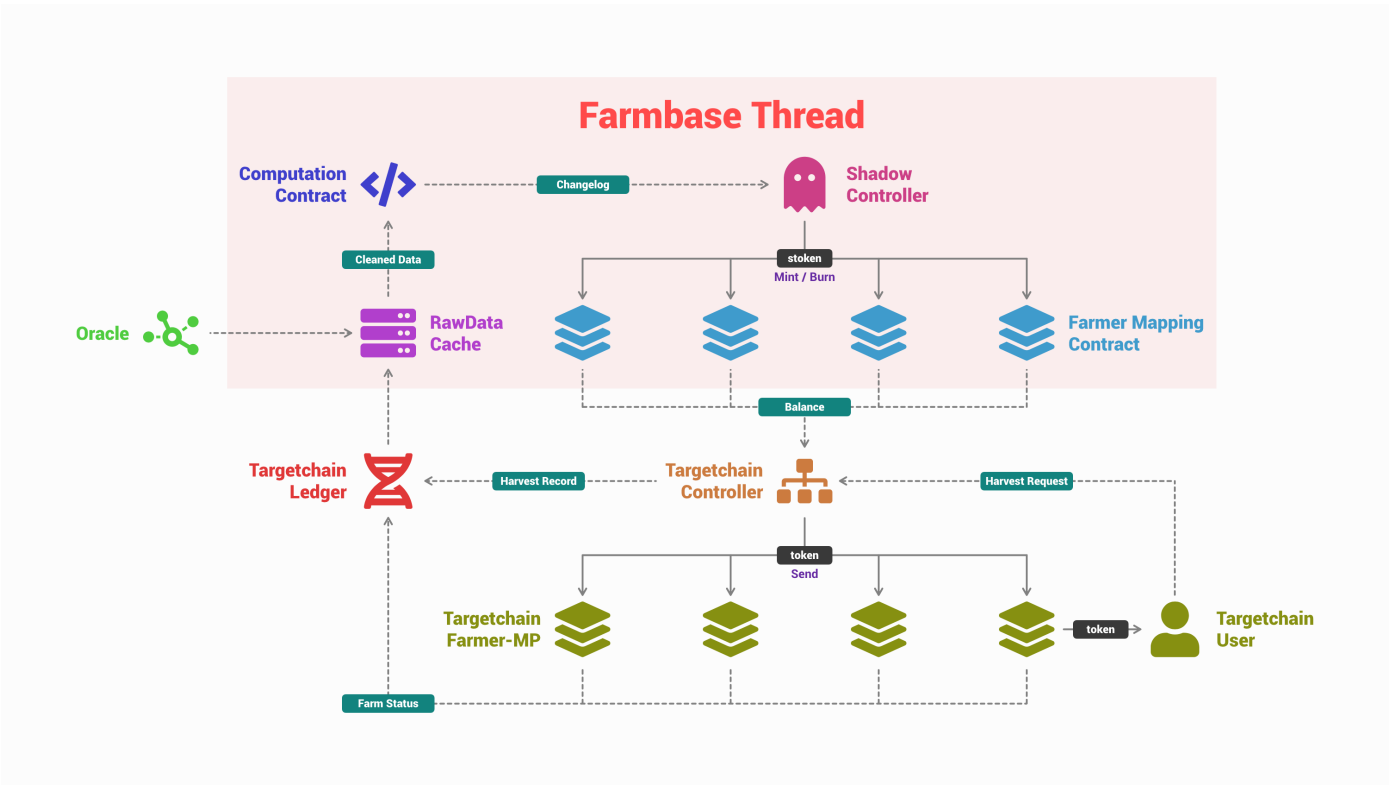 Farmbase Thread
Computation
Contract
Changelog
Shadow
Controller
Cleaned Data
stoken
Mint / Burn
Oracle
RawData
Cache
Farmer Mapping
Contract
Balance
Targetchain
Ledger
Harvest Record
Targetchain
Controller
Harvest Request
token
Send
Targetchain
Farmer-MP
token
Targetchain
User
Farm Status